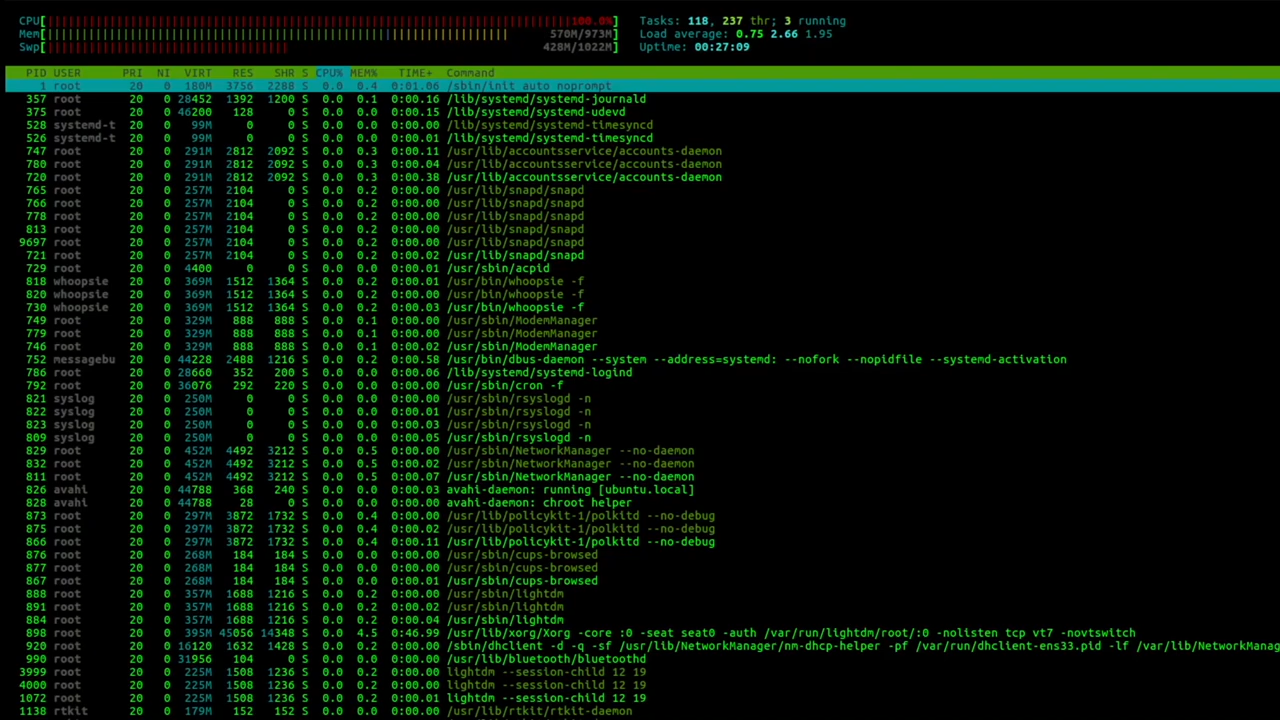 CPU[100.0%] Tasks: 118, 237 thr; 3 running
Mem[570M/973M] Load average: 0.75 2.66 1.95
Swp[428M/1022M] Uptime: 00:27:09
PID USER PRI NI VIRT RES SHR S CPU% MEM% TIME+ Command
1 root 20 0 180M 3756 2288 S 0.0 0.4 0:01.06 /sbin/init auto noprompt
357 root 20 0 28452 1392 1200 S 0.0 0.1 0:00.16 /lib/systemd/systemd-journald
375 root 20 0 46200 128 0 S 0.0 0.0 0:00.15 /lib/systemd/systemd-udevd
528 systemd-t 20 0 99M 0 0 S 0.0 0.0 0:00.00 /lib/systemd/systemd-timesyncd
526 systemd-t 20 0 99M 0 0 S 0.0 0.0 0:00.01 /lib/systemd/systemd-timesyncd
747 root 20 0 291M 2812 2092 S 0.0 0.3 0:00.11 /usr/lib/accountsservice/accounts-daemon
780 root 20 0 291M 2812 2092 S 0.0 0.3 0:00.04 /usr/lib/accountsservice/accounts-daemon
720 root 20 0 291M 2812 2092 S 0.0 0.3 0:00.38 /usr/lib/accountsservice/accounts-daemon
765 root 20 0 257M 2104 0 S 0.0 0.2 0:00.00 /usr/lib/snapd/snapd
766 root 20 0 257M 2104 0 S 0.0 0.2 0:00.00 /usr/lib/snapd/snapd
778 root 20 0 257M 2104 0 S 0.0 0.2 0:00.00 /usr/lib/snapd/snapd
813 root 20 0 257M 2104 0 S 0.0 0.2 0:00.00 /usr/lib/snapd/snapd
9697 root 20 0 257M 2104 0 S 0.0 0.2 0:00.00 /usr/lib/snapd/snapd
721 root 20 0 257M 2104 0 S 0.0 0.2 0:00.02 /usr/lib/snapd/snapd
729 root 20 0 4400 0 0 S 0.0 0.0 0:00.01 /usr/sbin/acpid
818 whoopsie 20 0 369M 1512 1364 S 0.0 0.2 0:00.01 /usr/bin/whoopsie -f
820 whoopsie 20 0 369M 1512 1364 S 0.0 0.2 0:00.00 /usr/bin/whoopsie -f
730 whoopsie 20 0 369M 1512 1364 S 0.0 0.2 0:00.03 /usr/bin/whoopsie -f
749 root 20 0 329M 888 888 S 0.0 0.1 0:00.00 /usr/sbin/ModemManager
779 root 20 0 329M 888 888 S 0.0 0.1 0:00.00 /usr/sbin/ModemManager
746 root 20 0 329M 888 888 S 0.0 0.1 0:00.02 /usr/sbin/ModemManager
752 messagebu 20 0 44228 2488 1216 S 0.0 0.2 0:00.58 /usr/bin/dbus-daemon --system --address=systemd: --nofork --nopidfile --systemd-activation
786 root 20 0 28660 352 200 S 0.0 0.0 0:00.06 /lib/systemd/systemd-logind
792 root 20 0 36076 292 220 S 0.0 0.0 0:00.00 /usr/sbin/cron -f
821 syslog 20 0 250M 0 0 S 0.0 0.0 0:00.00 /usr/sbin/rsyslogd -n
822 syslog 20 0 250M 0 0 S 0.0 0.0 0:00.01 /usr/sbin/rsyslogd -n
823 syslog 20 0 250M 0 0 S 0.0 0.0 0:00.03 /usr/sbin/rsyslogd -n
809 syslog 20 0 250M 0 0 S 0.0 0.0 0:00.05 /usr/sbin/rsyslogd -n
829 root 20 0 452M 4492 3212 S 0.0 0.5 0:00.00 /usr/sbin/NetworkManager --no-daemon
832 root 20 0 452M 4492 3212 S 0.0 0.5 0:00.02 /usr/sbin/NetworkManager --no-daemon
811 root 20 0 452M 4492 3212 S 0.0 0.5 0:00.07 /usr/sbin/NetworkManager --no-daemon
826 avahi 20 0 44788 368 240 S 0.0 0.0 0:00.03 avahi-daemon: running [ubuntu.local]
828 avahi 20 0 44788 28 0 S 0.0 0.0 0:00.00 avahi-daemon: chroot helper
873 root 20 0 297M 3872 1732 S 0.0 0.4 0:00.00 /usr/lib/policykit-1/polkitd --no-debug
875 root 20 0 297M 3872 1732 S 0.0 0.4 0:00.02 /usr/lib/policykit-1/polkitd --no-debug
866 root 20 0 297M 3872 1732 S 0.0 0.4 0:00.11 /usr/lib/policykit-1/polkitd --no-debug
876 root 20 0 268M 184 184 S 0.0 0.0 0:00.00 /usr/sbin/cups-browsed
877 root 20 0 268M 184 184 S 0.0 0.0 0:00.00 /usr/sbin/cups-browsed
867 root 20 0 268M 184 184 S 0.0 0.0 0:00.01 /usr/sbin/cups-browsed
888 root 20 0 357M 1688 1216 S 0.0 0.2 0:00.00 /usr/sbin/lightdm
891 root 20 0 357M 1688 1216 S 0.0 0.2 0:00.02 /usr/sbin/lightdm
884 root 20 0 357M 1688 1216 S 0.0 0.2 0:00.04 /usr/sbin/lightdm
898 root 20 0 395M 45056 14348 S 0.0 4.5 0:46.99 /usr/lib/xorg/Xorg -core :0 -seat seat0 -auth /var/run/lightdm/root/:0 -nolisten tcp vt7 -novtswitch
920 root 20 0 16120 1632 1428 S 0.0 0.2 0:00.01 /sbin/dhclient -d -q -sf /usr/lib/NetworkManager/nm-dhcp-helper -pf /var/run/dhclient-ens33.pid -lf /var/lib/NetworkManag
990 root 20 0 31956 104 0 S 0.0 0.0 0:00.00 /usr/lib/bluetooth/bluetoothd
3999 root 20 0 225M 1508 1236 S 0.0 0.2 0:00.00 lightdm --session-child 12 19
4000 root 20 0 225M 1508 1236 S 0.0 0.2 0:00.00 lightdm --session-child 12 19
1072 root 20 0 225M 1508 1236 S 0.0 0.2 0:00.01 lightdm --session-child 12 19
1138 rtkit 20 0 179M 152 152 S 0.0 0.0 0:00.00 /usr/lib/rtkit/rtkit-daemon